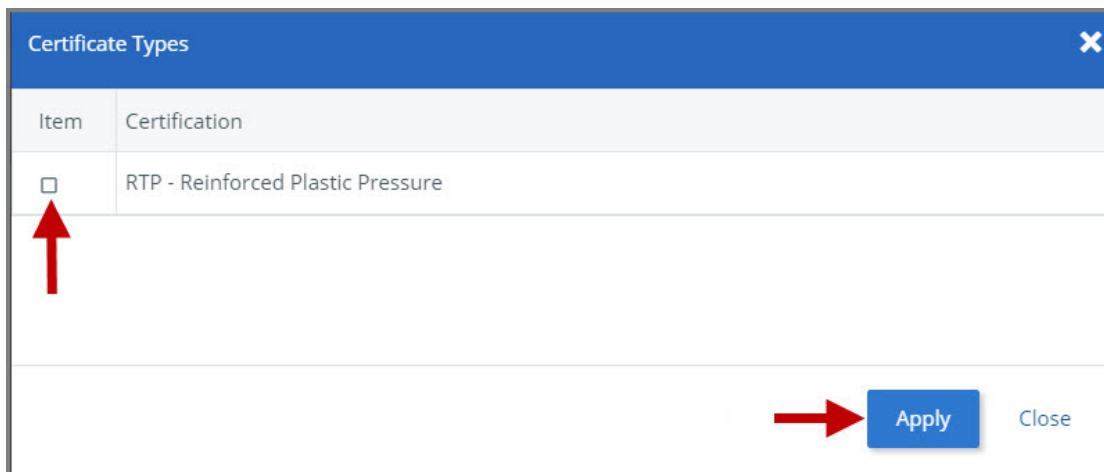 Certificate Types
Item Certification
RTP - Reinforced Plastic Pressure
Apply Close